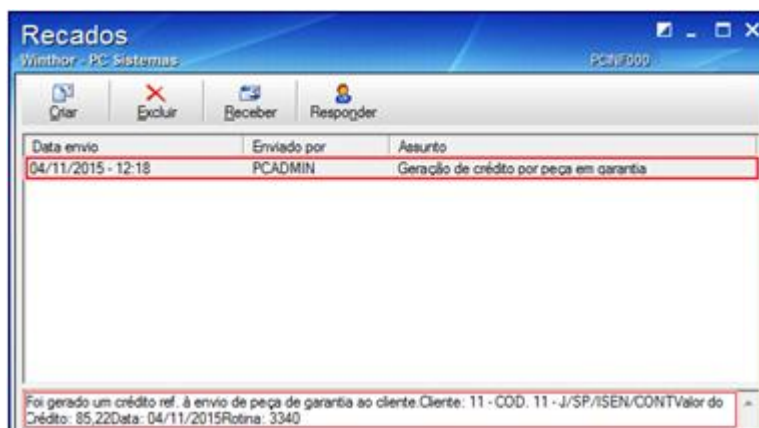 Recados
Winthor - PC Sistemas PCINF000
Criar Excluir Receber Responder
Data envio Enviado por Assunto
04/11/2015 - 12:18 PCADMIN Geração de crédito por peça em garantia
Foi gerado um crédito ref. à envio de peça de garantia ao cliente.Cliente: 11 - COD. 11 - J/SP/ISEN/CONTValor do
Crédito: 85,22Data: 04/11/2015Rotina: 3340